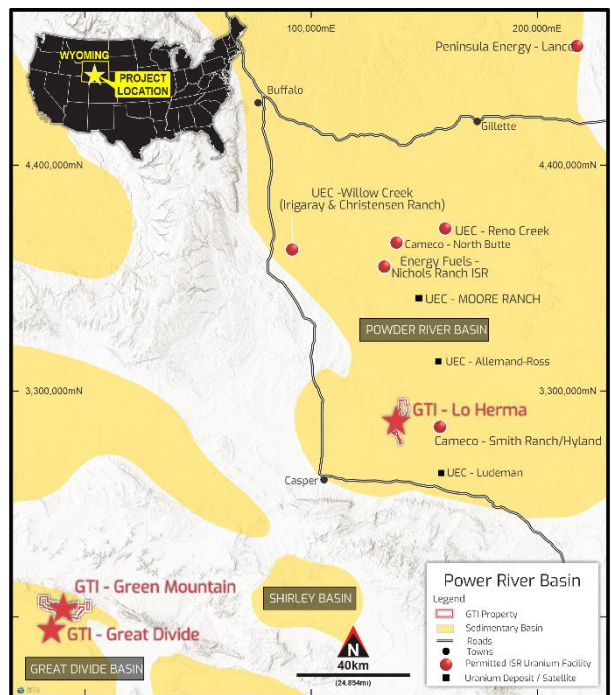 100,000mE
200,000mE
WYOMING
PROJECT
LOCATION
Peninsula Energy - Lance
Buffalo
Gillette
4,400,000mN
4,400,000mN
UEC -Willow Creek
(Irigaray & Christensen Ranch)
UEC - Reno Creek
Cameco - North Butte
Energy Fuels -
Nichols Ranch ISR
UEC - MOORE RANCH
POWDER RIVER BASIN
UEC - Allemand-Ross
3,300,000mN
3,300,000mN
GTI - Lo Herma
Cameco - Smith Ranch/Hyland
UEC - Ludeman
Casper
GTI - Green Mountain
GTI - Great Divide
GREAT DIVIDE BASIN
SHIRLEY BASIN
N
40km
(24.854mi)
Power River Basin
Legend
GTI Property
Sedimentary Basin
Roads
Towns
Permitted ISR Uranium Facility
Uranium Deposit / Satellite